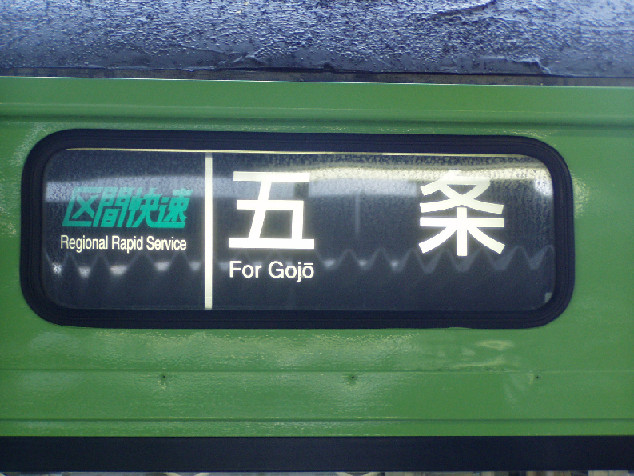 区間快速
Regional Rapid Service
五条
For Gojō